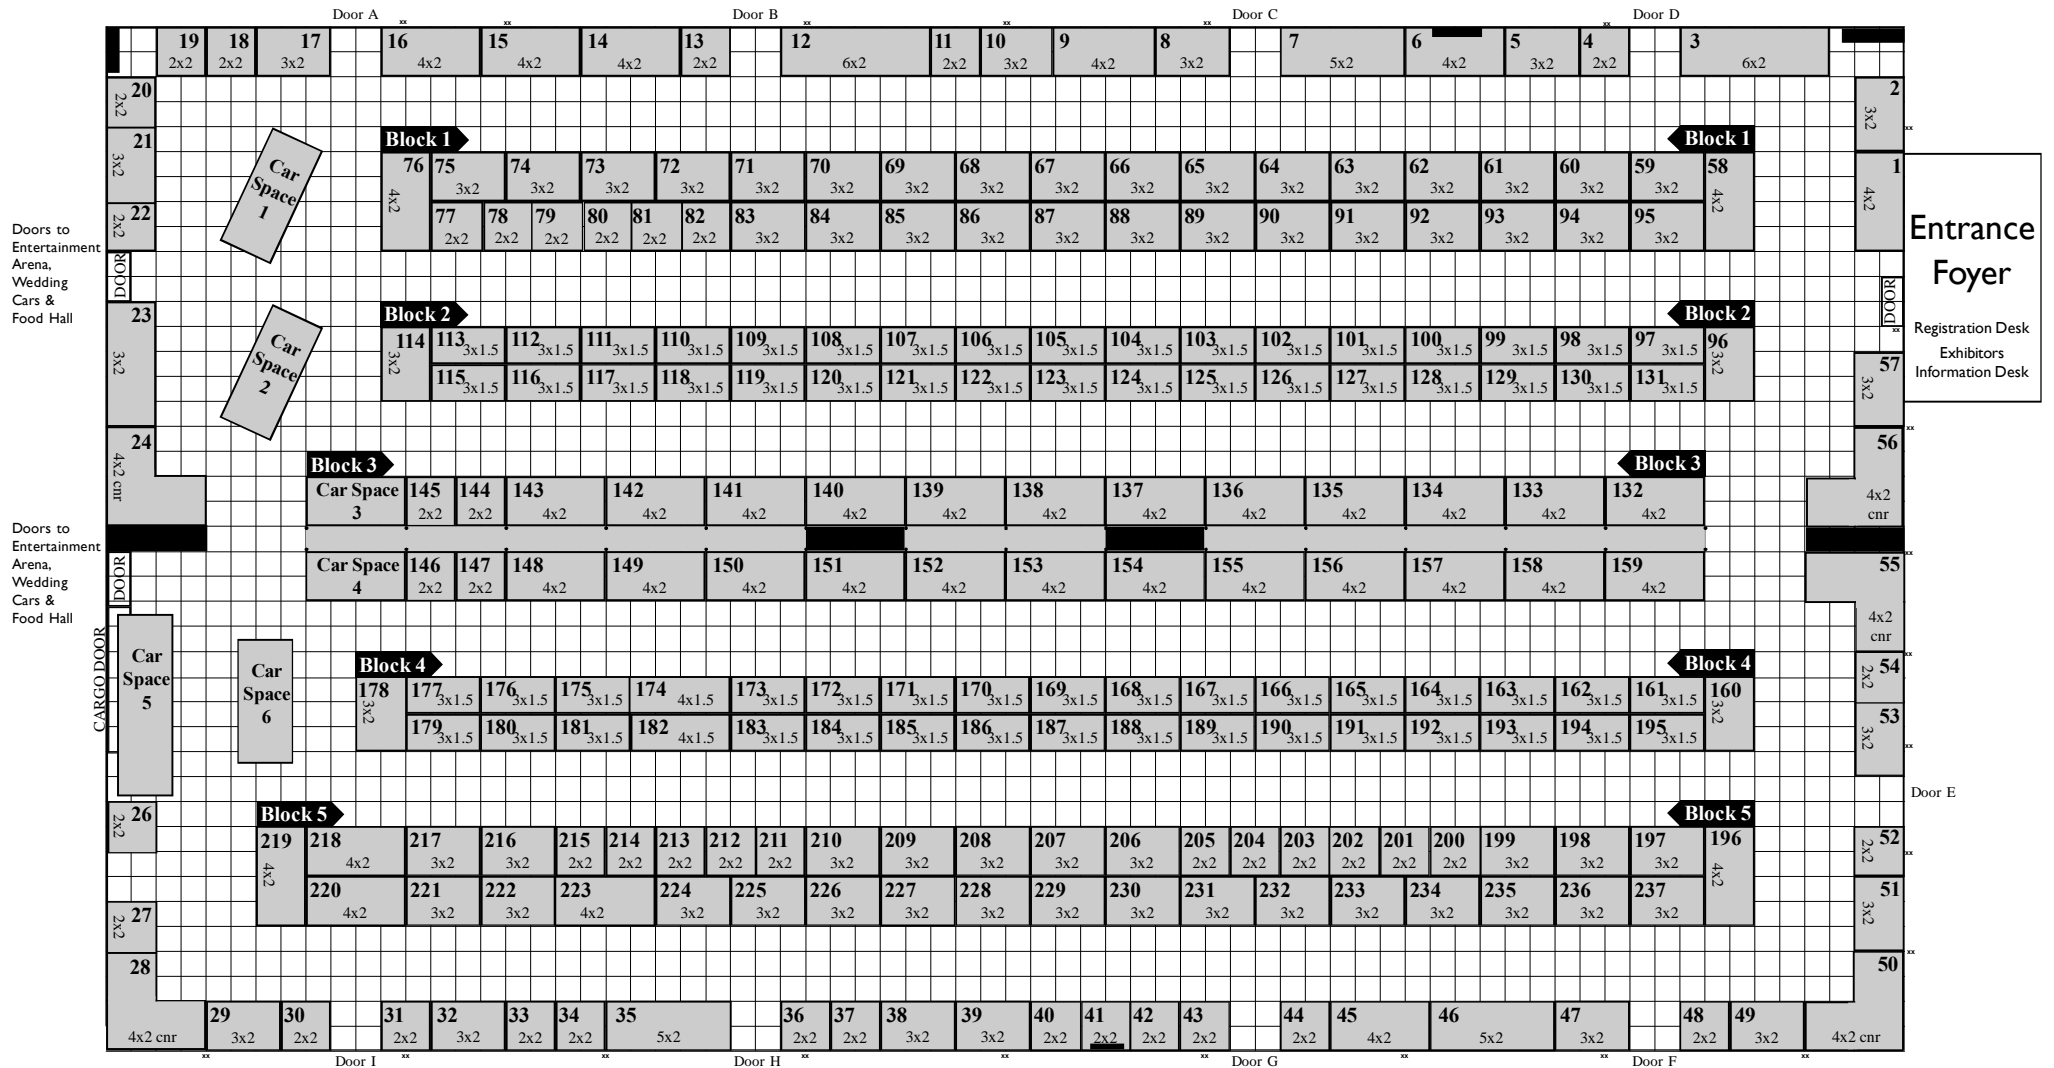 Door A Door B Door C Door D
19 18 17 16 15 14 13 12 11 10 9 8 7 6 5 4 3
2x2 2x2 3x2 4x2 4x2 4x2 2x2 6x2 2x2 3x2 4x2 3x2 5x2 4x2 3x2 2x2 6x2
20 2x2
2 3x2
21 3x2
Car Space 1
Block 1 Block 1
76 75 74 73 72 71 70 69 68 67 66 65 64 63 62 61 60 59 58
4x2 3x2 3x2 3x2 3x2 3x2 3x2 3x2 3x2 3x2 3x2 3x2 3x2 3x2 3x2 3x2 3x2 3x2 4x2
1 4x2
22 2x2
77 78 79 80 81 82 83 84 85 86 87 88 89 90 91 92 93 94 95
2x2 2x2 2x2 2x2 2x2 2x2 3x2 3x2 3x2 3x2 3x2 3x2 3x2 3x2 3x2 3x2 3x2 3x2 3x2
Doors to
Entertainment
Arena,
Wedding
Cars &
Food Hall
DOOR
Entrance
Foyer
DOOR
Registration Desk
Exhibitors
Information Desk
23 3x2
Car Space 2
Block 2 Block 2
114 113 112 111 110 109 108 107 106 105 104 103 102 101 100 99 98 97 96
3x2 3x1.5 3x1.5 3x1.5 3x1.5 3x1.5 3x1.5 3x1.5 3x1.5 3x1.5 3x1.5 3x1.5 3x1.5 3x1.5 3x1.5 3x1.5 3x1.5 3x1.5 3x2
115 116 117 118 119 120 121 122 123 124 125 126 127 128 129 130 131
3x1.5 3x1.5 3x1.5 3x1.5 3x1.5 3x1.5 3x1.5 3x1.5 3x1.5 3x1.5 3x1.5 3x1.5 3x1.5 3x1.5 3x1.5 3x1.5 3x1.5
57 3x2
24 4x2 cnr
56 4x2 cnr
Block 3 Block 3
Car Space 145 144 143 142 141 140 139 138 137 136 135 134 133 132
3 2x2 2x2 4x2 4x2 4x2 4x2 4x2 4x2 4x2 4x2 4x2 4x2 4x2 4x2
Doors to
Entertainment
Arena,
Wedding
Cars &
Food Hall
DOOR
Car Space 146 147 148 149 150 151 152 153 154 155 156 157 158 159
4 2x2 2x2 4x2 4x2 4x2 4x2 4x2 4x2 4x2 4x2 4x2 4x2 4x2 4x2
55 4x2 cnr
CARGO DOOR
Car Space 5
Car Space 6
Block 4 Block 4
178 177 176 175 174 173 172 171 170 169 168 167 166 165 164 163 162 161 160
3x2 3x1.5 3x1.5 3x1.5 4x1.5 3x1.5 3x1.5 3x1.5 3x1.5 3x1.5 3x1.5 3x1.5 3x1.5 3x1.5 3x1.5 3x1.5 3x1.5 3x1.5 3x2
179 180 181 182 183 184 185 186 187 188 189 190 191 192 193 194 195
3x1.5 3x1.5 3x1.5 4x1.5 3x1.5 3x1.5 3x1.5 3x1.5 3x1.5 3x1.5 3x1.5 3x1.5 3x1.5 3x1.5 3x1.5 3x1.5 3x1.5
54 2x2
53 3x2
Door E
26 2x2
Block 5 Block 5
219 218 217 216 215 214 213 212 211 210 209 208 207 206 205 204 203 202 201 200 199 198 197 196
4x2 4x2 3x2 3x2 2x2 2x2 2x2 2x2 2x2 3x2 3x2 3x2 3x2 3x2 2x2 2x2 2x2 2x2 2x2 2x2 3x2 3x2 3x2 4x2
52 2x2
220 221 222 223 224 225 226 227 228 229 230 231 232 233 234 235 236 237
4x2 3x2 3x2 4x2 3x2 3x2 3x2 3x2 3x2 3x2 3x2 3x2 3x2 3x2 3x2 3x2 3x2 3x2
51 3x2
27 2x2
28 50
29 30 31 32 33 34 35 36 37 38 39 40 41 42 43 44 45 46 47 48 49
4x2 cnr 3x2 2x2 2x2 3x2 2x2 2x2 5x2 2x2 2x2 3x2 3x2 2x2 2x2 2x2 2x2 2x2 4x2 5x2 3x2 2x2 3x2 4x2 cnr
Door I Door H Door G Door F